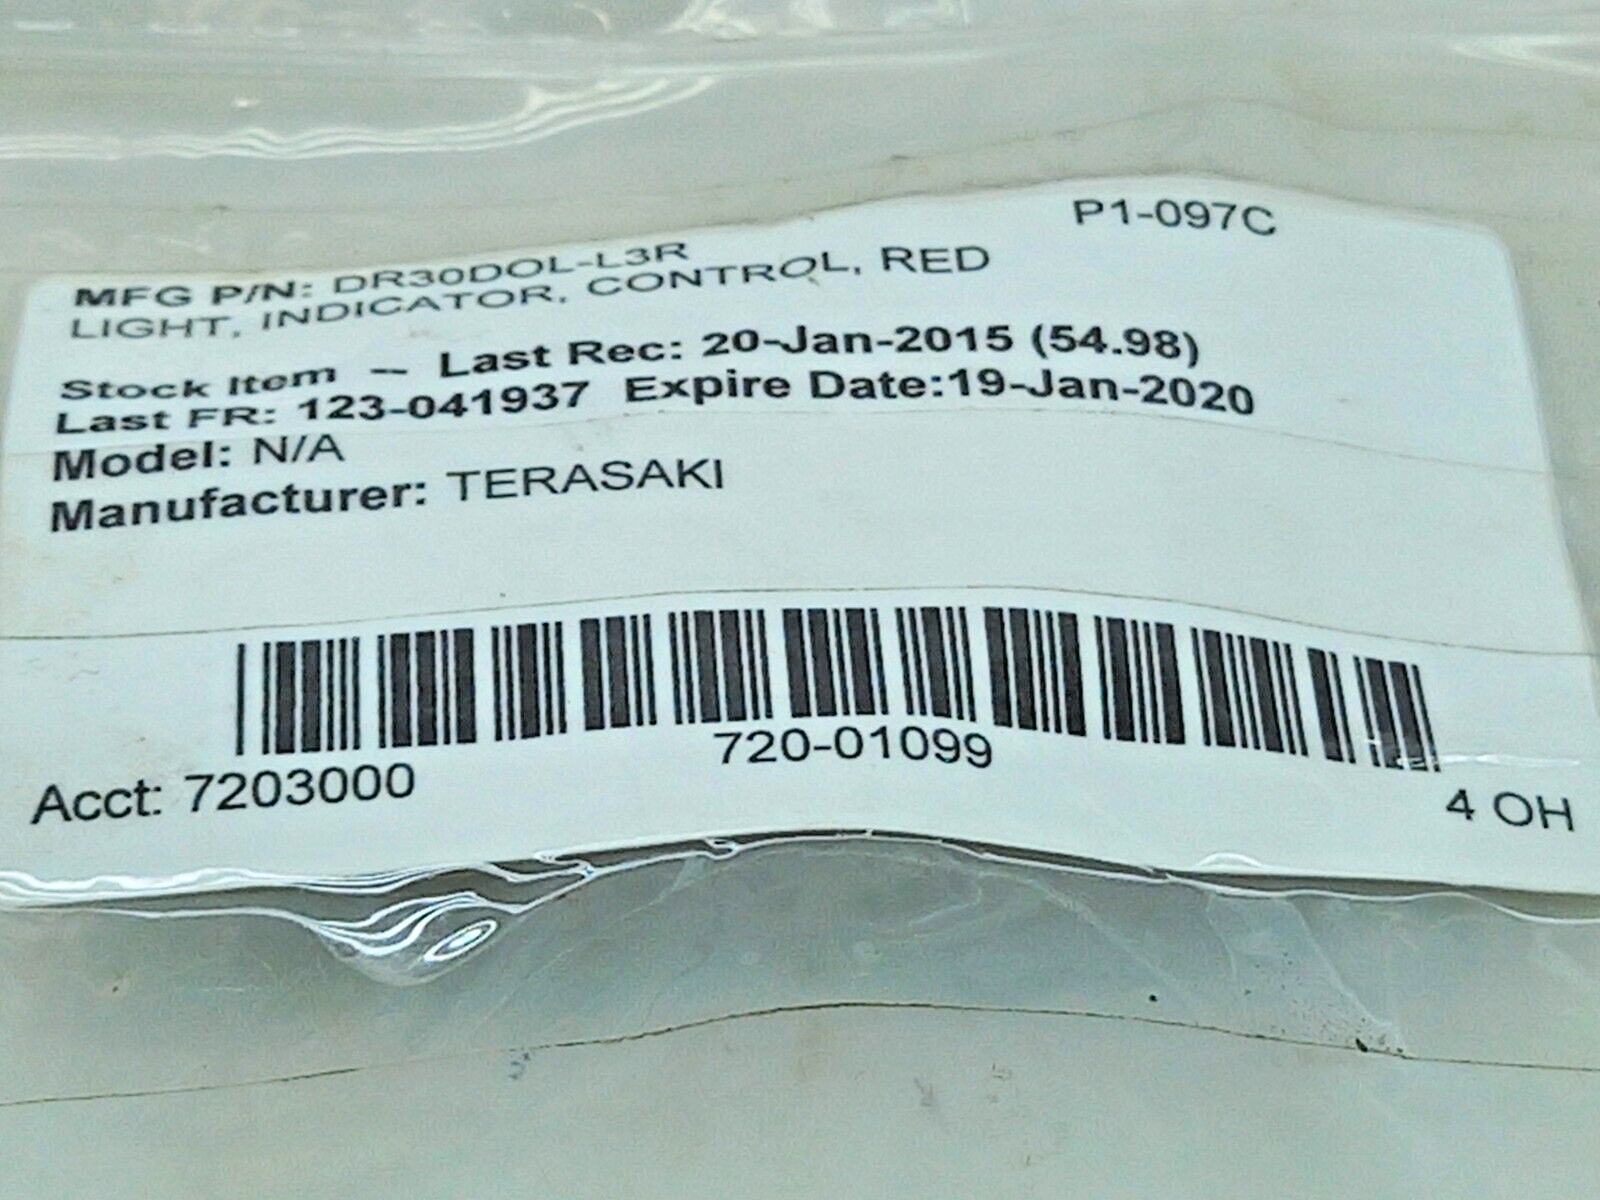 P1-097C
MFG P/N: DR30DOL-L3R
LIGHT, INDICATOR, CONTROL, RED
Stock Item -- Last Rec: 20-Jan-2015 (54.98)
Last FR: 123-041937 Expire Date:19-Jan-2020
Model: N/A
Manufacturer: TERASAKI
720-01099
Acct: 7203000 4 OH